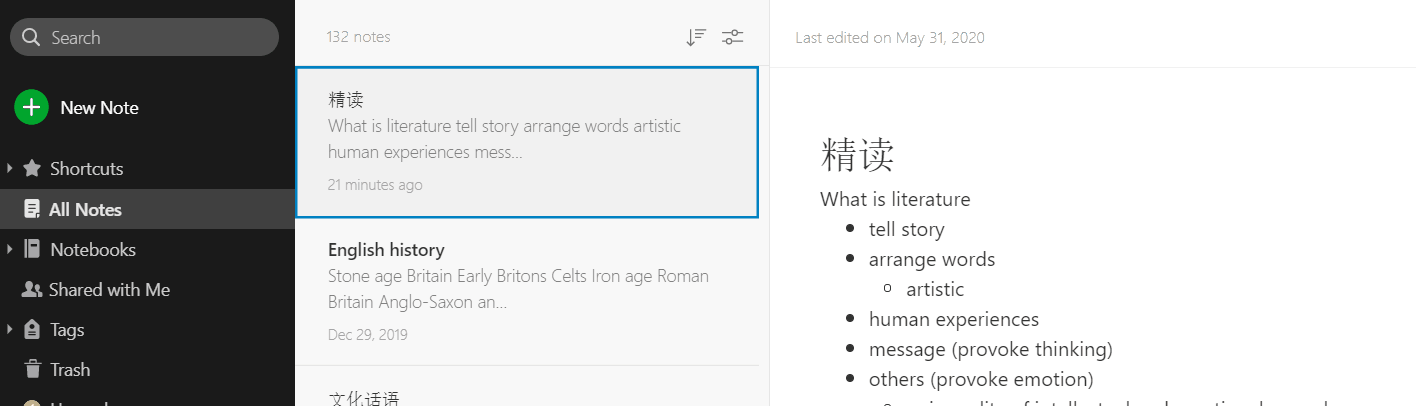 Search
New Note
Shortcuts
All Notes
Notebooks
Shared with Me
Tags
Trash
132 notes
精读
What is literature tell story arrange words artistic
human experiences mess...
21 minutes ago
English history
Stone age Britain Early Britons Celts Iron age Roman
Britain Anglo-Saxon an...
Dec 29, 2019
文化话语
Last edited on May 31, 2020
精读
What is literature
tell story
arrange words
artistic
human experiences
message (provoke thinking)
others (provoke emotion)